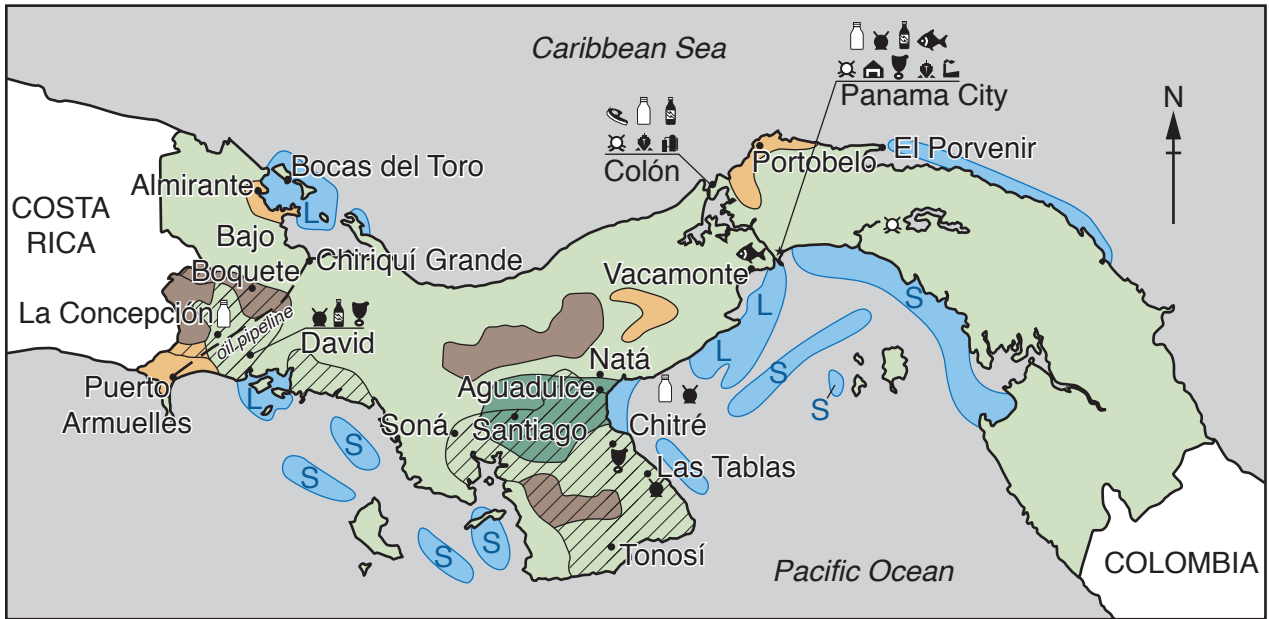 Caribbean Sea
Panama City
N
Colón
Portobelo
El Porvenir
Bocas del Toro
Almirante
L
COSTA
RICA
Bajo
Boquete
Chiriquí Grande
Vacamonte
La Concepción
oil pipeline
David
L
L
S
S
S
Natá
Puerto
Armuelles
L
Aguadulce
Soná
Santiago
Chitré
Las Tablas
S
S
S
S
Tonosí
Pacific Ocean
COLOMBIA